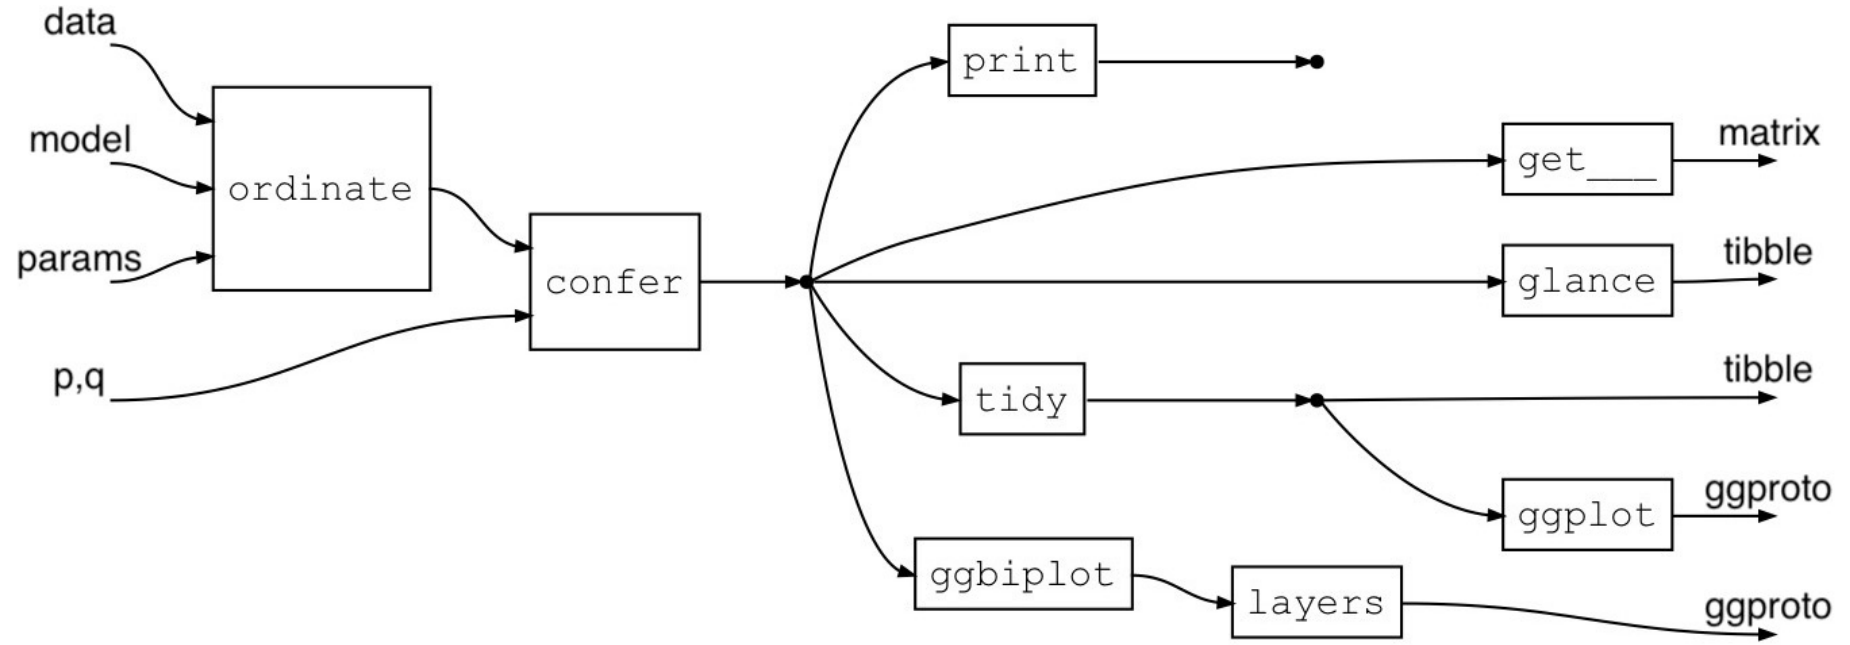 data
model
params
p,q
ordinate
confer
print
get___
matrix
glance
tibble
tidy
tibble
ggplot
ggproto
ggbiplot
layers
ggproto